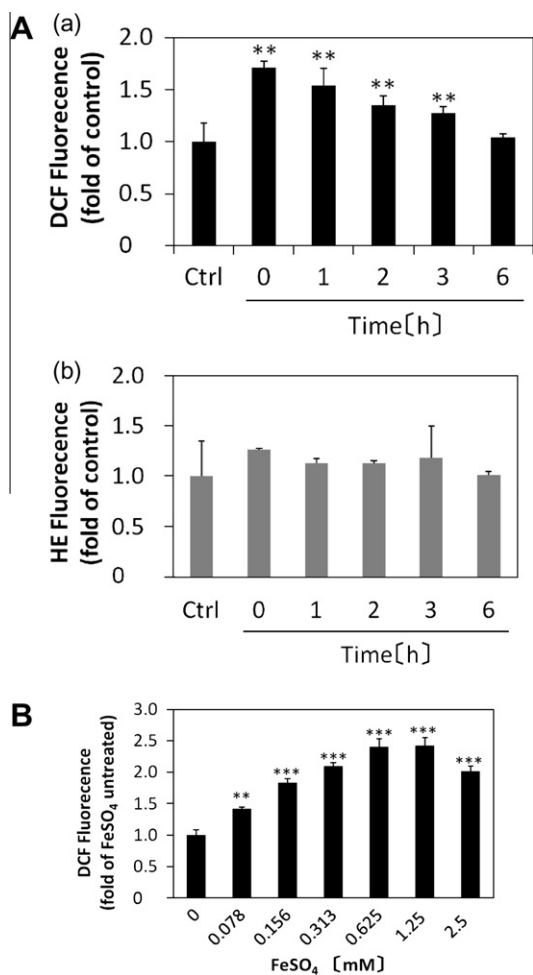 A
(a)
DCF Fluorecence
(fold of control)
2.0
1.5
1.0
0.5
0
** ** ** **
Ctrl 0 1 2 3 6
Time〔h〕
(b)
HE Fluorecence
(fold of control)
2.0
1.5
1.0
0.5
0
Ctrl 0 1 2 3 6
Time〔h〕
B
DCF Fluorecence
(fold of FeSO4 untreated)
3.0
2.5
2.0
1.5
1.0
0.5
0
** *** *** *** *** ***
0 0.078 0.156 0.313 0.625 1.25 2.5
FeSO4 〔mM〕